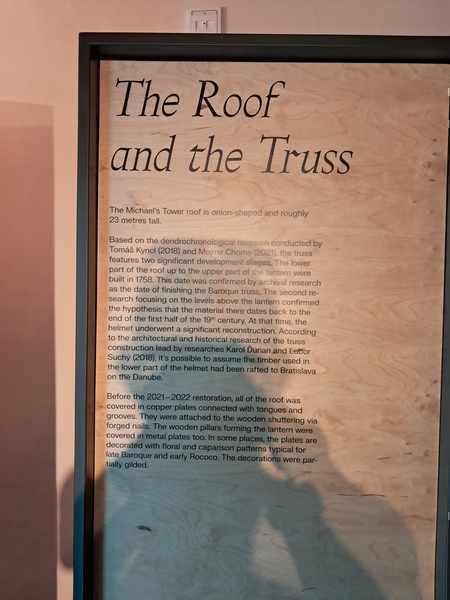 The Roof
and the Truss
The Michael's Tower roof is onion-shaped and roughly
23 metres tall.
Based on the dendrochronological research conducted by
Tomáš Kyncl (2018) and Choma (2021), the truss
features two significant development stages. The lower
part of the roof up to the upper part of the lantern were
built in 1758. This date was confirmed by archival research
as the date of finishing the Baroque truss. The second re-
search focusing on the levels above the lantern confirmed
the hypothesis that the material there dates back to the
end of the first half of the 19th century. At that time, the
helmet underwent a significant reconstruction. According
to the architectural and historical research of the truss
construction lead by researches Karol Ďurian and Ľubor
Suchý (2018), it's possible to assume the timber used in
the lower part of the helmet had been rafted to Bratislava
on the Danube.
Before the 2021–2022 restoration, all of the roof was
covered in copper plates connected with tongues and
grooves. They were attached to the wooden shuttering via
forged nails. The wooden pillars forming the lantern were
covered in metal plates too. In some places, the plates are
decorated with floral and caparison patterns typical for
late Baroque and early Rococo. The decorations were par-
tially gilded.